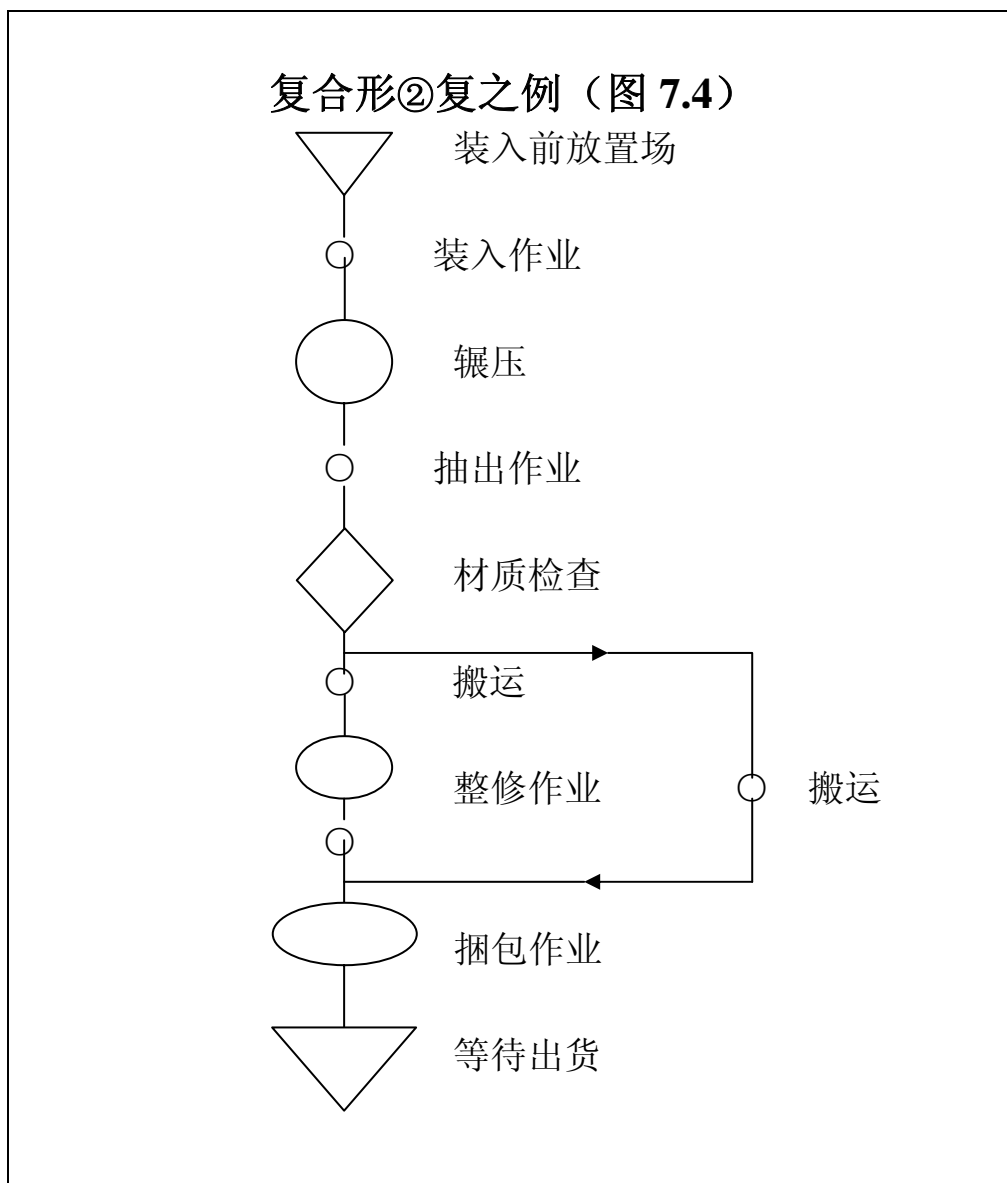 复合形②复之例（图 7.4）
装入前放置场
装入作业
辗压
抽出作业
材质检查
搬运
整修作业
搬运
捆包作业
等待出货